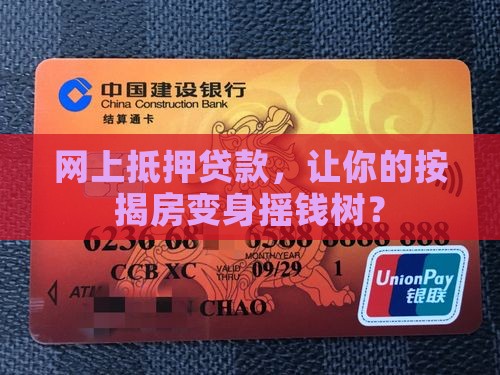 中国建设银行
China Construction Bank
结算通卡
网上抵押贷款，让你的按
揭房变身摇钱树？
6236 68 6588 8888 888
CCB XC VALID THRU 09/29 1
ATM
CHAO
UnionPay
银联